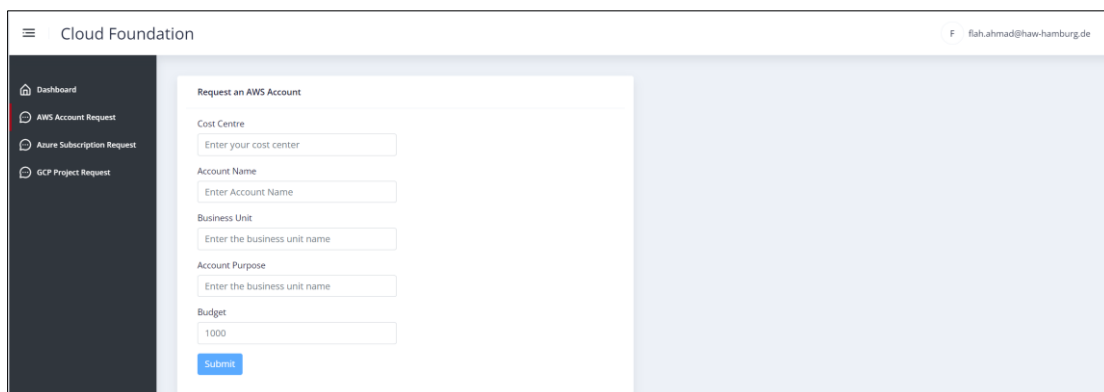 Cloud Foundation
F flah.ahmad@haw-hamburg.de
Dashboard
AWS Account Request
Azure Subscription Request
GCP Project Request
Request an AWS Account
Cost Centre
Enter your cost center
Account Name
Enter Account Name
Business Unit
Enter the business unit name
Account Purpose
Enter the business unit name
Budget
1000
Submit